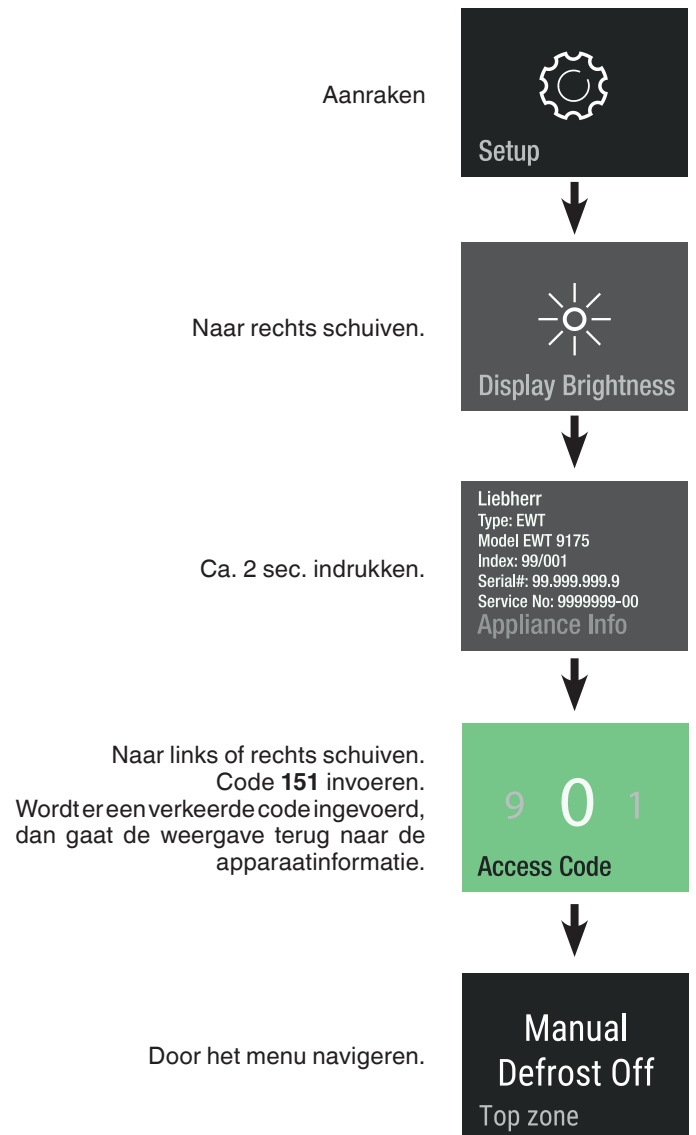 Aanraken
Setup
Naar rechts schuiven.
Display Brightness
Ca. 2 sec. indrukken.
Liebherr
Type: EWT
Model EWT 9175
Index: 99/001
Serial#: 99.999.999.9
Service No: 9999999-00
Appliance Info
Naar links of rechts schuiven.
Code 151 invoeren.
Wordt er een verkeerde code ingevoerd,
dan gaat de weergave terug naar de
apparaatinformatie.
9 0 1
Access Code
Door het menu navigeren.
Manual
Defrost Off
Top zone